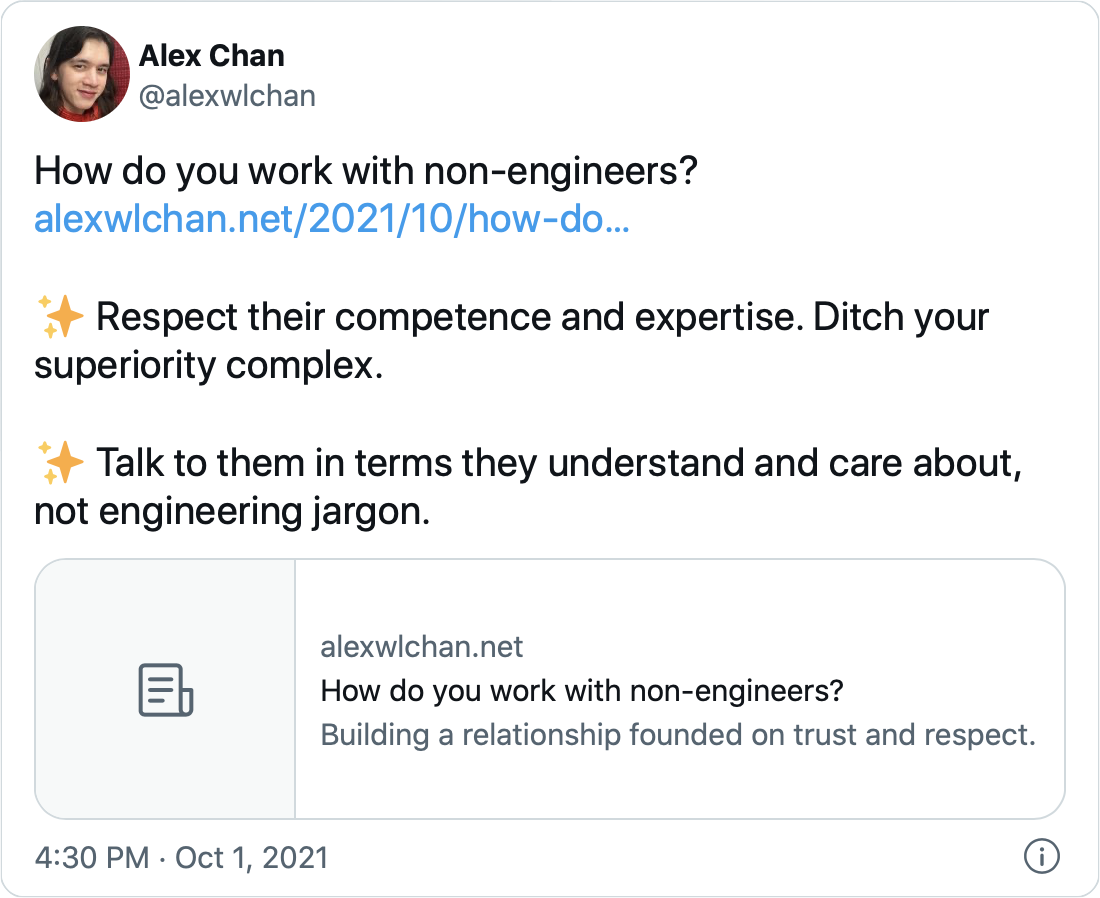 Alex Chan
@alexwlchan
How do you work with non-engineers?
alexwlchan.net/2021/10/how-do…
✨ Respect their competence and expertise. Ditch your
superiority complex.
✨ Talk to them in terms they understand and care about,
not engineering jargon.
alexwlchan.net
How do you work with non-engineers?
Building a relationship founded on trust and respect.
4:30 PM · Oct 1, 2021